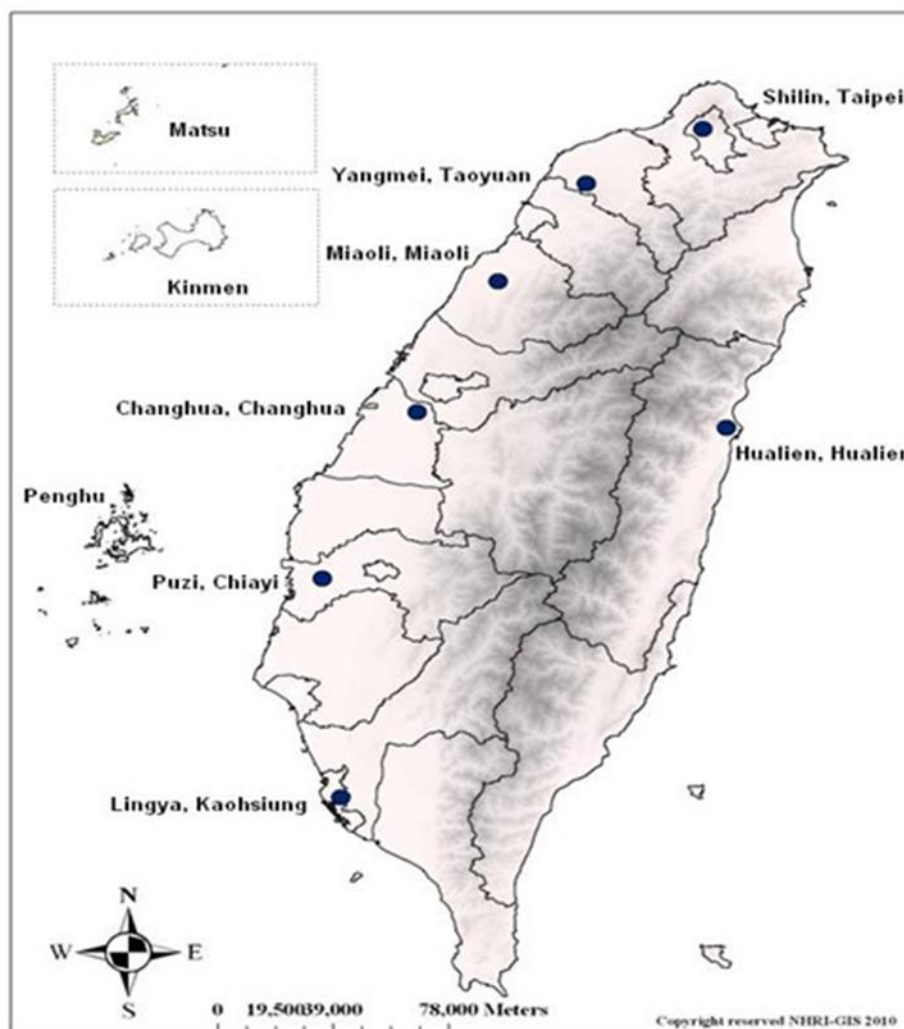 Shilin, Taipei
Matsu
Yangmei, Taoyuan
Miaoli, Miaoli
Kinmen
Changhua, Changhua
Hualien, Hualien
Penghu
Puzi, Chiayi
Lingya, Kaohsiung
N
W E
S
0 19,50039,000 78,000 Meters
Copyright reserved NHRI-GIS 2010